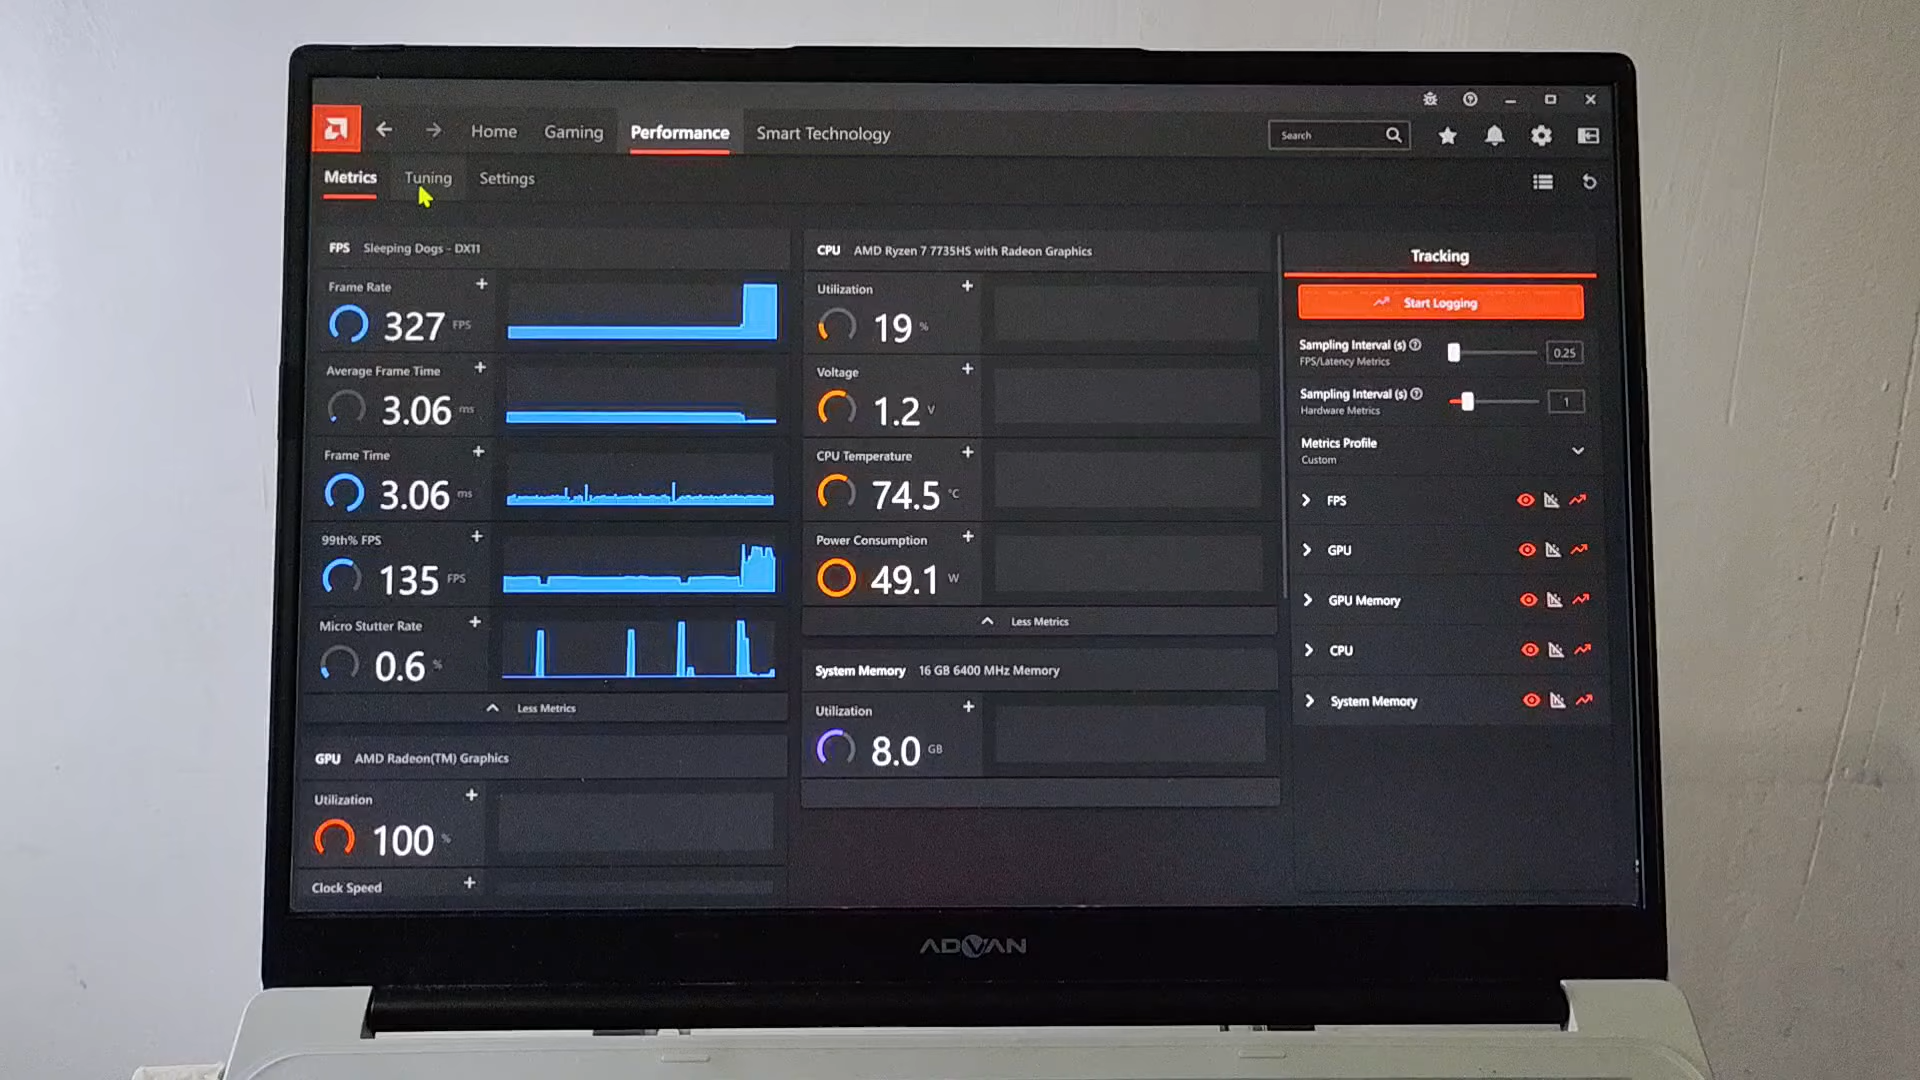 Home Gaming Performance Smart Technology Search
Metrics Tuning Settings
FPS Sleeping Dogs - DX11
Frame Rate
327 FPS
Average Frame Time
3.06 ms
Frame Time
3.06 ms
99th% FPS
135 FPS
Micro Stutter Rate
0.6 %
Less Metrics
GPU AMD Radeon(TM) Graphics
Utilization
100 %
Clock Speed
CPU AMD Ryzen 7 7735HS with Radeon Graphics
Utilization
19 %
Voltage
1.2 V
CPU Temperature
74.5 °C
Power Consumption
49.1 W
Less Metrics
System Memory 16 GB 6400 MHz Memory
Utilization
8.0 GB
Tracking
Start Logging
Sampling Interval (s) 0.25
FPS/Latency Metrics
Sampling Interval (s) 1
Hardware Metrics
Metrics Profile
Custom
FPS
GPU
GPU Memory
CPU
System Memory
ADVAN